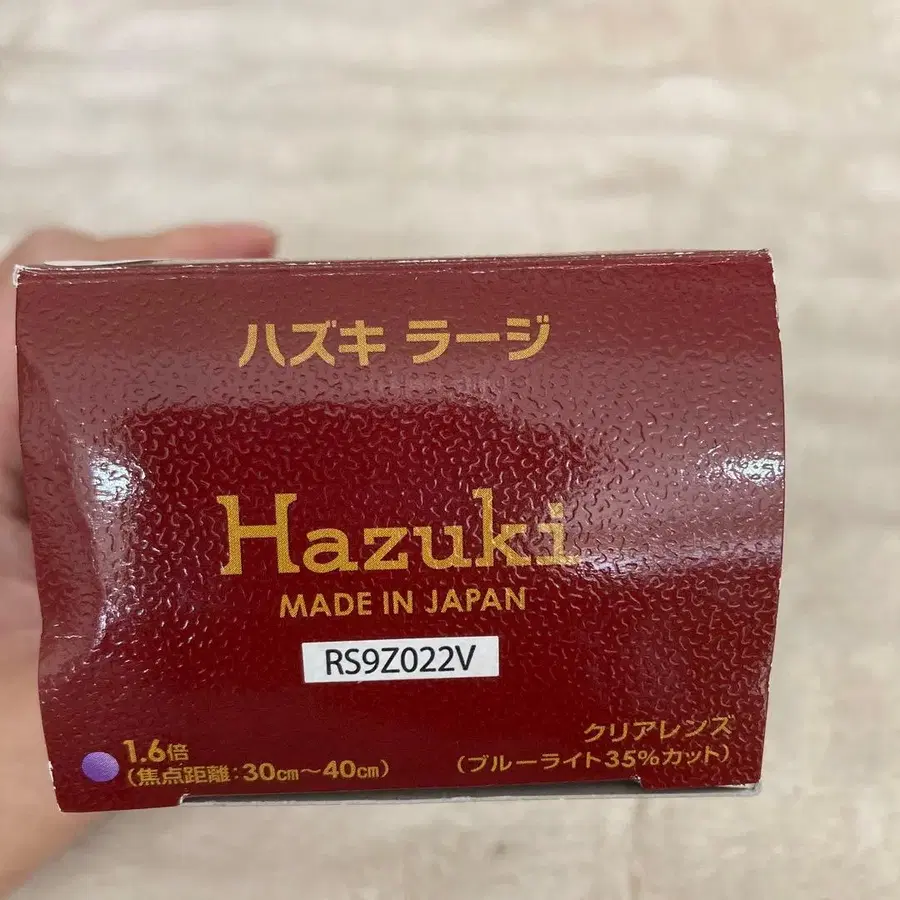 ハズキ ラージ
Hazuki
MADE IN JAPAN
RS9Z022V
1.6倍
(焦点距離:30cm〜40cm)
クリアレンズ
(ブルーライト35%カット)